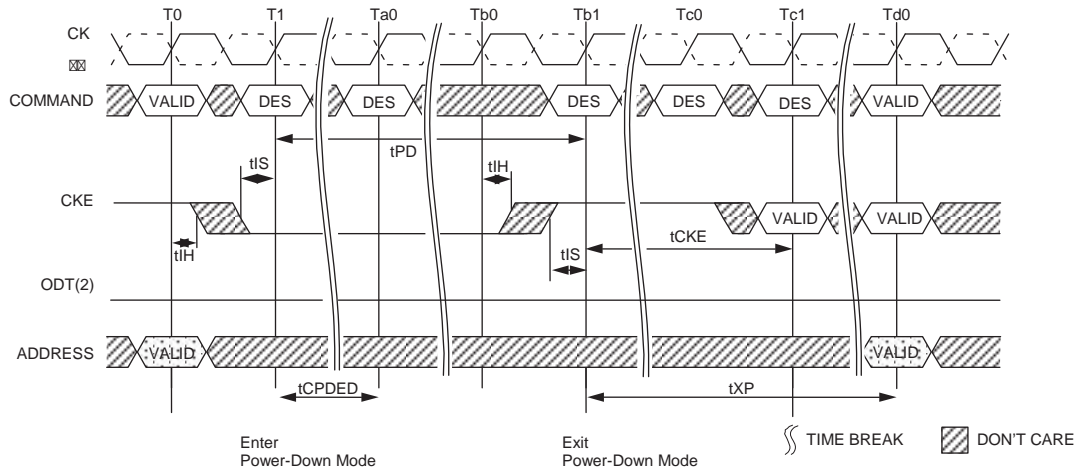 T0 T1 Ta0 Tb0 Tb1 Tc0 Tc1 Td0
CK
COMMAND VALID DES DES DES DES DES VALID
tPD
tIS tIH
CKE VALID VALID
tIH tIS tCKE
ODT(2)
ADDRESS VALID VALID
tCPDED tXP
Enter
Power-Down Mode
Exit
Power-Down Mode
TIME BREAK DON'T CARE